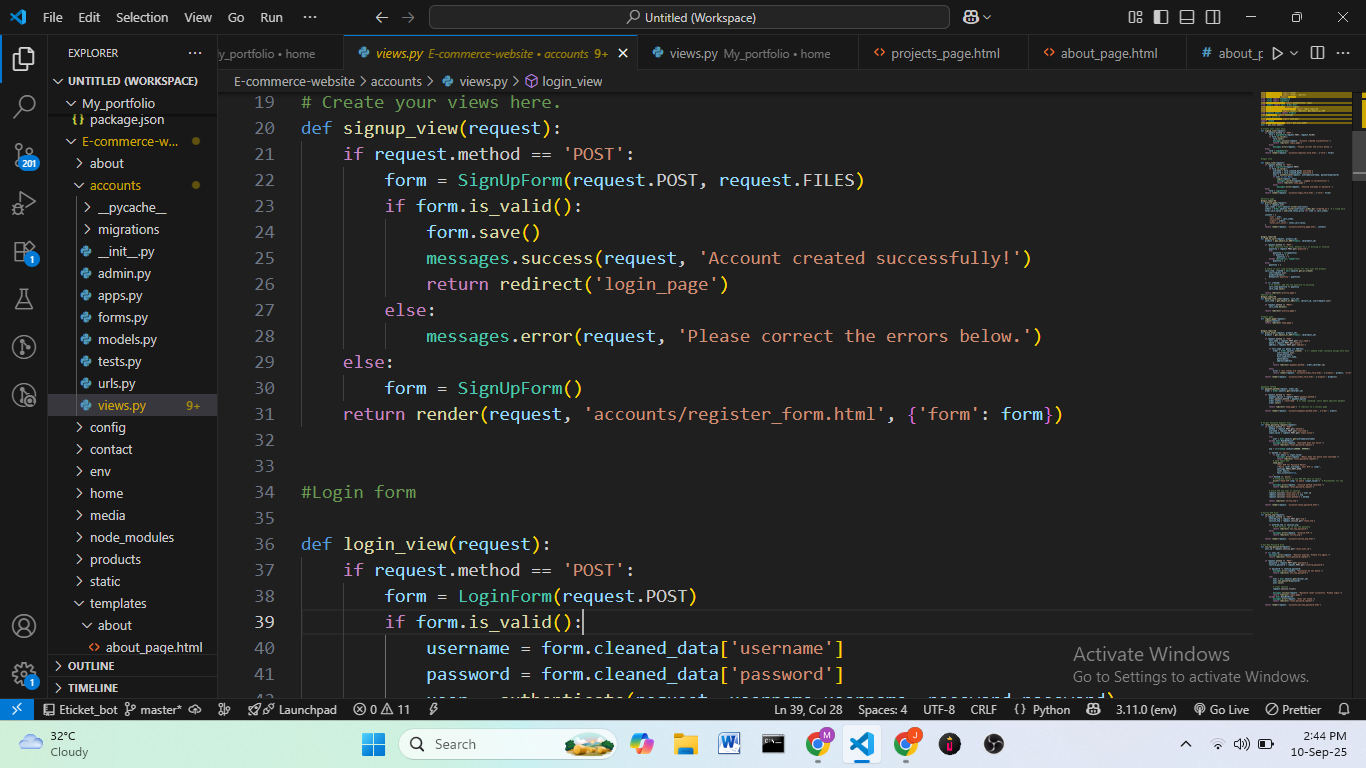 File Edit Selection View Go Run ··· Untitled (Workspace)
EXPLORER ···
UNTITLED (WORKSPACE)
My_portfolio
package.json
E-commerce-w...
about
accounts
__pycache__
migrations
__init__.py
admin.py
apps.py
forms.py
models.py
tests.py
urls.py
views.py 9+
config
contact
env
home
media
node_modules
products
static
templates
about
about_page.html
OUTLINE
TIMELINE
201
1
1
My_portfolio • home
views.py E-commerce-website • accounts 9+
views.py My_portfolio • home
projects_page.html
about_page.html
E-commerce-website > accounts > views.py > login_view
19 # Create your views here.
20 def signup_view(request):
21 if request.method == 'POST':
22 form = SignUpForm(request.POST, request.FILES)
23 if form.is_valid():
24 form.save()
25 messages.success(request, 'Account created successfully!')
26 return redirect('login_page')
27 else:
28 messages.error(request, 'Please correct the errors below.')
29 else:
30 form = SignUpForm()
31 return render(request, 'accounts/register_form.html', {'form': form})
32
33
34 #Login form
35
36 def login_view(request):
37 if request.method == 'POST':
38 form = LoginForm(request.POST)
39 if form.is_valid():
40 username = form.cleaned_data['username']
41 password = form.cleaned_data['password']
Activate Windows
Go to Settings to activate Windows.
Eticket_bot master* Launchpad 0 11 Ln 39, Col 28 Spaces: 4 UTF-8 CRLF {} Python 3.11.0 (env) Go Live Prettier
32°C
Cloudy
Search
2:44 PM
10-Sep-25